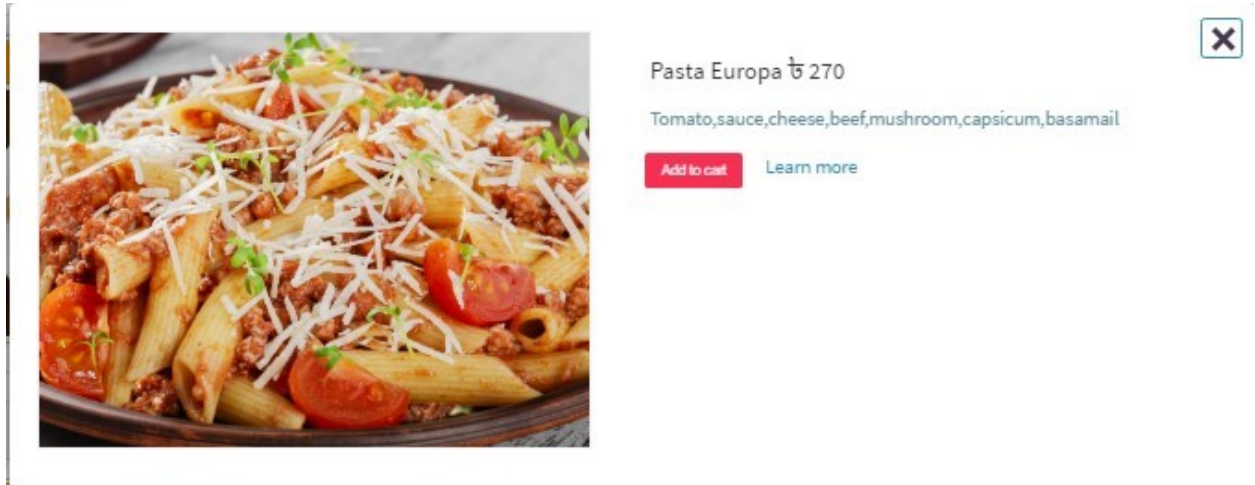 Pasta Europa ৳ 270
Tomato,sauce,cheese,beef,mushroom,capsicum,basamail
Add to cart
Learn more